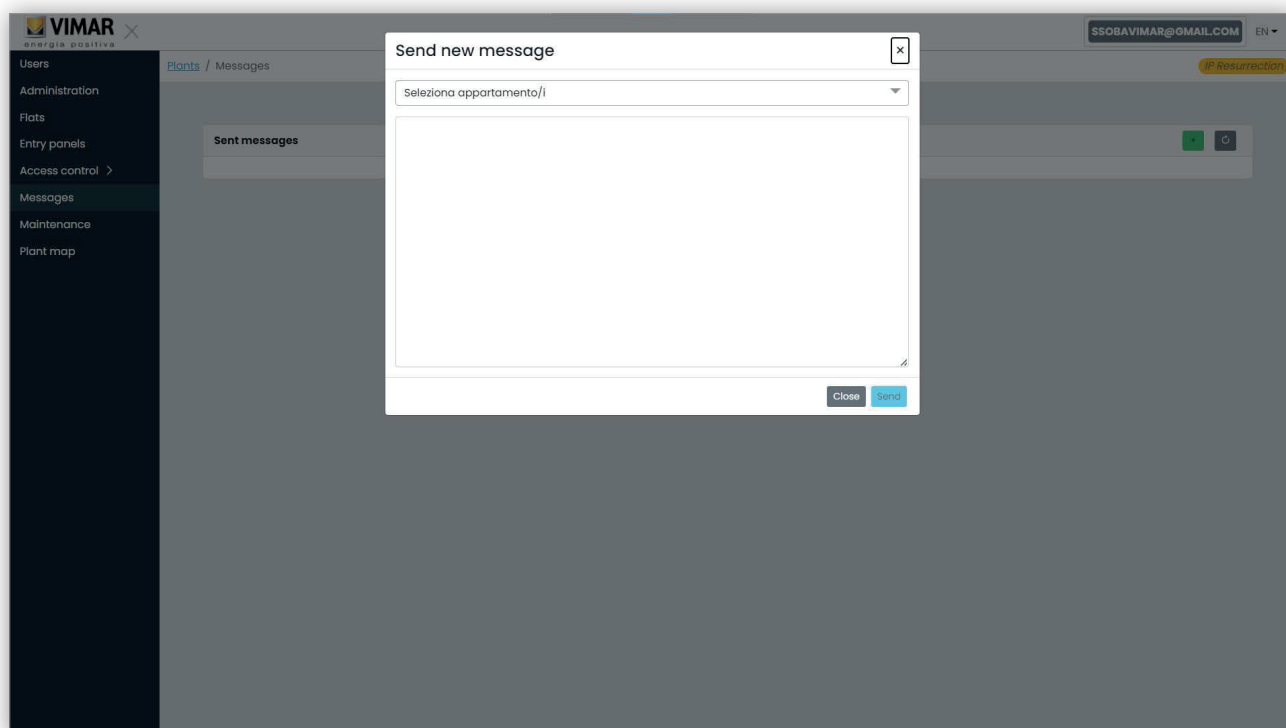 VIMAR
energia positiva
SSOBAVIMAR@GMAIL.COM EN
Users
Administration
Flats
Entry panels
Access control >
Messages
Maintenance
Plant map
Plants / Messages
IP Resurrection
Sent messages
Send new message
Seleziona appartamento/i
Close Send